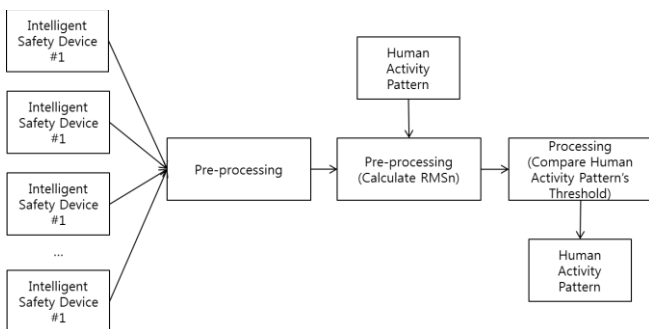 Intelligent
Safety Device
#1
Intelligent
Safety Device
#1
Intelligent
Safety Device
#1
...
Intelligent
Safety Device
#1
Pre-processing
Human
Activity
Pattern
Pre-processing
(Calculate RMSn)
Processing
(Compare Human
Activity Pattern's
Threshold)
Human
Activity
Pattern